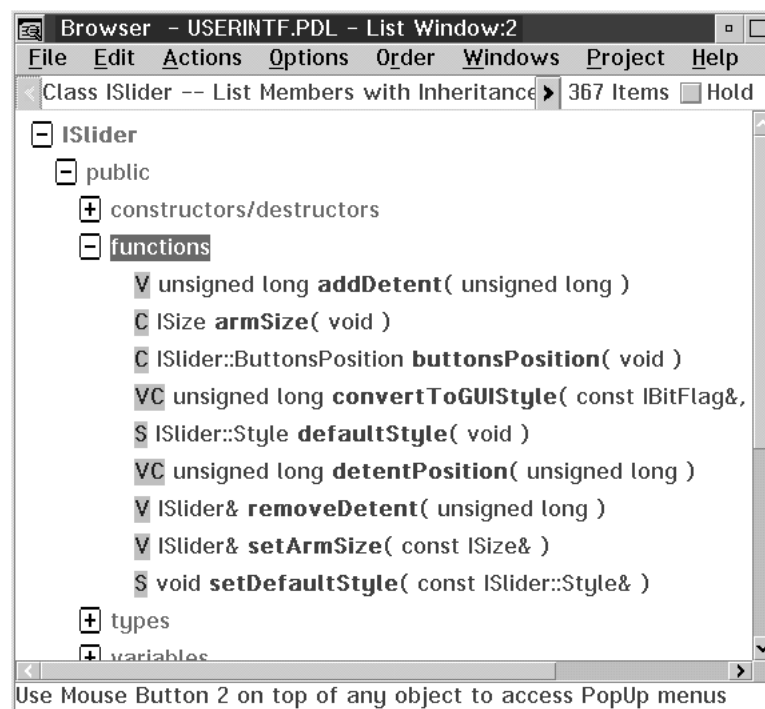 Browser - USERINTF.PDL - List Window:2
File Edit Actions Options Order Windows Project Help
Class ISlider -- List Members with Inheritance 367 Items Hold
ISlider
public
constructors/destructors
functions
V unsigned long addDetent( unsigned long )
C ISize armSize( void )
C ISlider::ButtonsPosition buttonsPosition( void )
VC unsigned long convertToGUIStyle( const IBitFlag&,
S ISlider::Style defaultStyle( void )
VC unsigned long detentPosition( unsigned long )
V ISlider& removeDetent( unsigned long )
V ISlider& setArmSize( const ISize& )
S void setDefaultStyle( const ISlider::Style& )
types
variables
Use Mouse Button 2 on top of any object to access PopUp menus